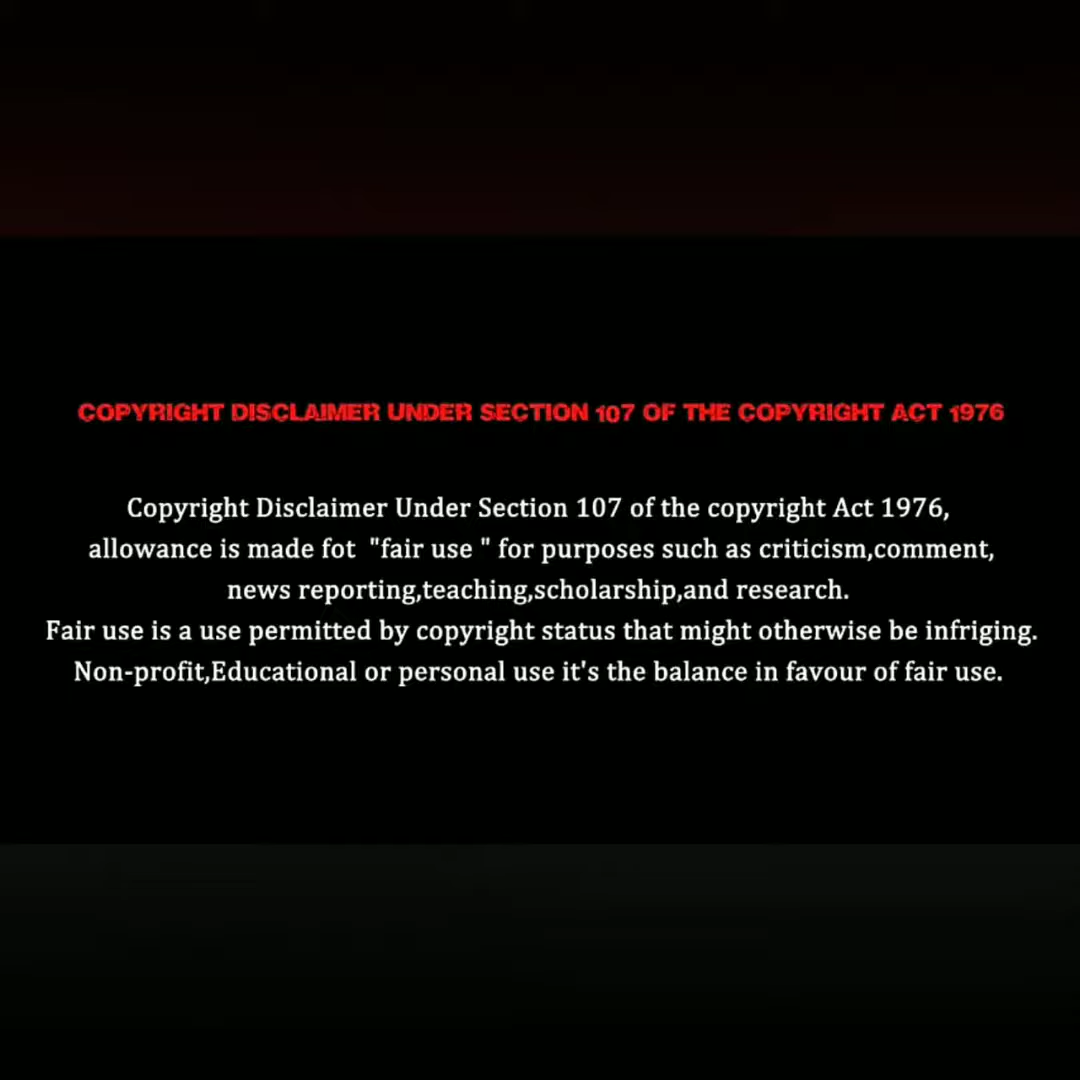 COPYRIGHT DISCLAIMER UNDER SECTION 107 OF THE COPYRIGHT ACT 1976
Copyright Disclaimer Under Section 107 of the copyright Act 1976,
allowance is made fot "fair use " for purposes such as criticism,comment,
news reporting,teaching,scholarship,and research.
Fair use is a use permitted by copyright status that might otherwise be infriging.
Non-profit,Educational or personal use it's the balance in favour of fair use.